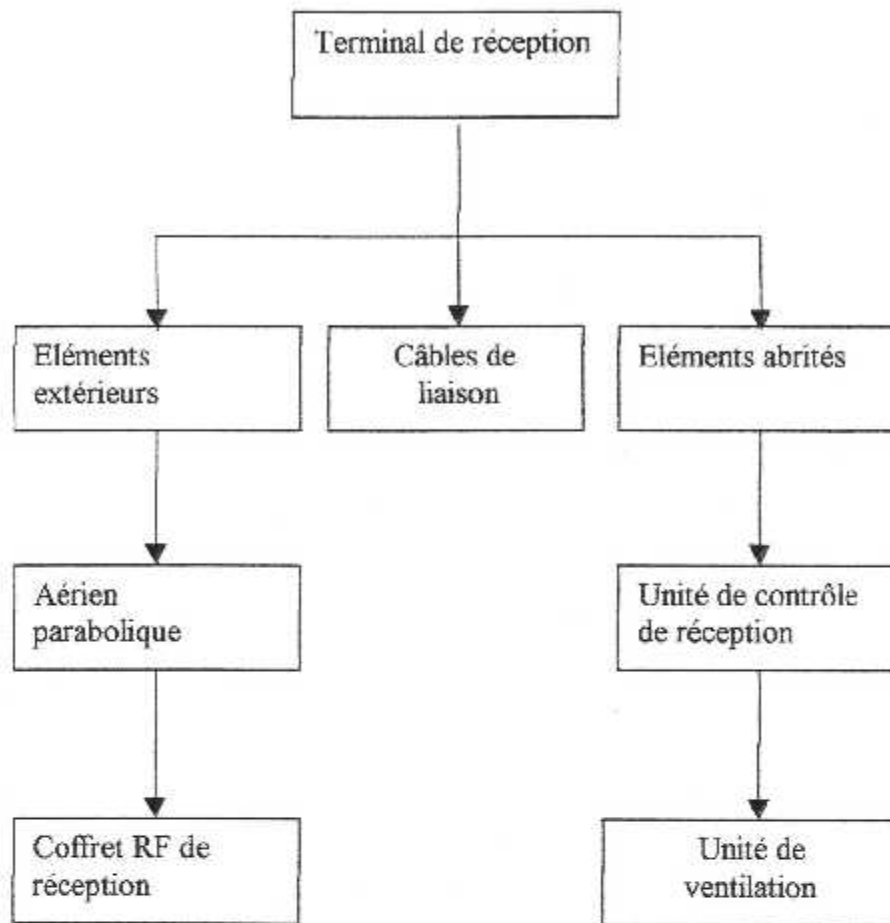 Terminal de réception
Eléments
extérieurs
Câbles de
liaison
Eléments abrités
Aérien
parabolique
Unité de contrôle
de réception
Coffret RF de
réception
Unité de
ventilation